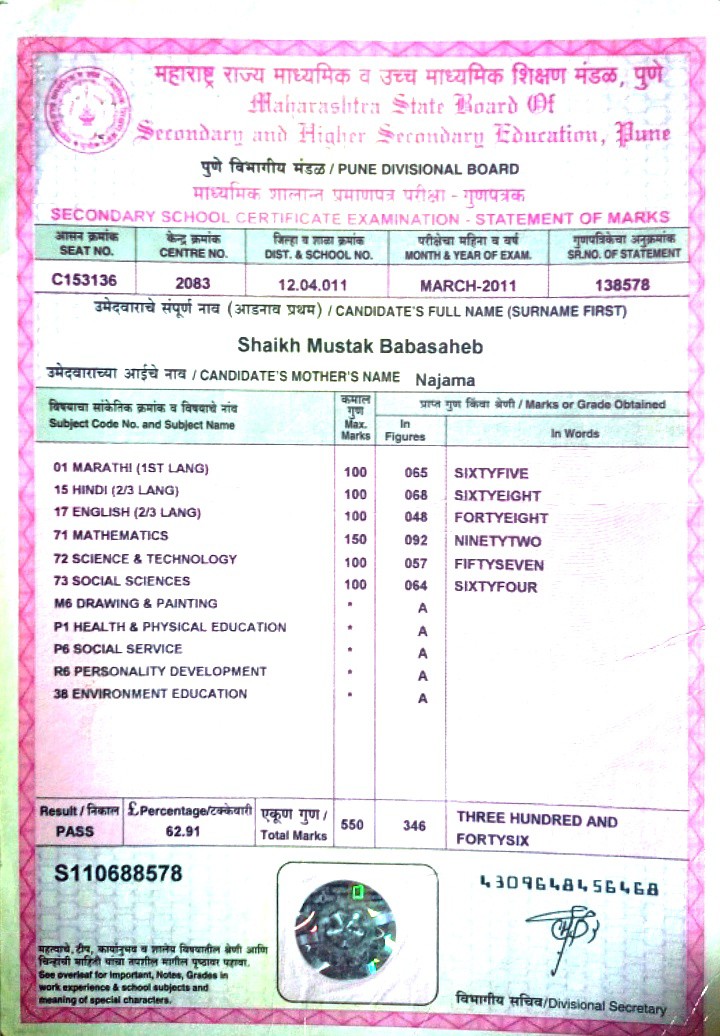 महाराष्ट्र राज्य माध्यमिक व उच्च माध्यमिक शिक्षण मंडळ, पुणे
Maharashtra State Board Of
Secondary and Higher Secondary Education, Pune
पुणे विभागीय मंडळ / PUNE DIVISIONAL BOARD
माध्यमिक शालान्त प्रमाणपत्र परीक्षा - गुणपत्रक
SECONDARY SCHOOL CERTIFICATE EXAMINATION - STATEMENT OF MARKS
आसन क्रमांक केन्द्र क्रमांक जिल्हा व शाळा क्रमांक परीक्षेचा महिना व वर्ष गुणपत्रिकेचा अनुक्रमांक
SEAT NO. CENTRE NO. DIST. & SCHOOL NO. MONTH & YEAR OF EXAM. SR.NO. OF STATEMENT
C153136 2083 12.04.011 MARCH-2011 138578
उमेदवाराचे संपूर्ण नाव (आडनाव प्रथम) / CANDIDATE'S FULL NAME (SURNAME FIRST)
Shaikh Mustak Babasaheb
उमेदवाराच्या आईचे नाव / CANDIDATE'S MOTHER'S NAME Najama
विषयाचा सांकेतिक क्रमांक व विषयाचे नांव
Subject Code No. and Subject Name
कमाल
गुण
Max.
Marks
प्राप्त गुण किंवा श्रेणी / Marks or Grade Obtained
In
Figures
In Words
01 MARATHI (1ST LANG) 100 065 SIXTYFIVE
15 HINDI (2/3 LANG) 100 068 SIXTYEIGHT
17 ENGLISH (2/3 LANG) 100 048 FORTYEIGHT
71 MATHEMATICS 150 092 NINETYTWO
72 SCIENCE & TECHNOLOGY 100 057 FIFTYSEVEN
73 SOCIAL SCIENCES 100 064 SIXTYFOUR
M6 DRAWING & PAINTING * A
P1 HEALTH & PHYSICAL EDUCATION * A
P6 SOCIAL SERVICE * A
R6 PERSONALITY DEVELOPMENT * A
38 ENVIRONMENT EDUCATION * A
Result / निकाल £ Percentage/टक्केवारी एकूण गुण /
PASS 62.91 Total Marks 550 346 THREE HUNDRED AND
FORTYSIX
S110688578
4309648456468
महत्वाचे, टीप, कार्यानुभव व शालेय विषयातील श्रेणी आणि
चिन्हांची माहिती यांचा तपशील मागील पृष्ठावर पहावा.
See overleaf for Important, Notes, Grades in
work experience & school subjects and
meaning of special characters.
विभागीय सचिव/Divisional Secretary